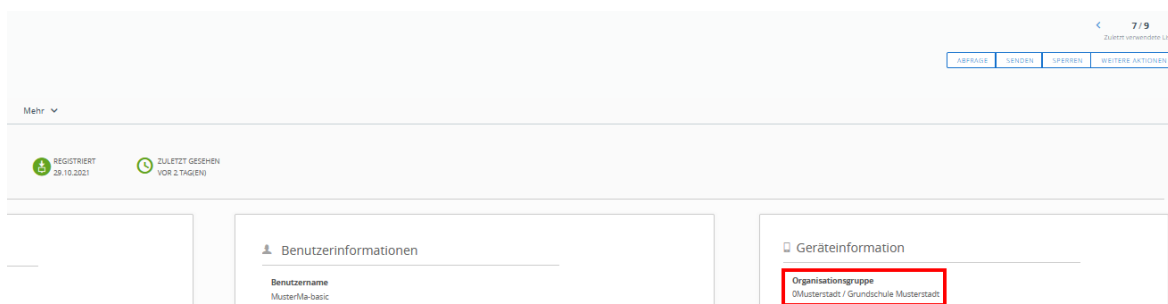 7 / 9
Zuletzt verwendete Lis
ABFRAGE SENDEN SPERREN WEITERE AKTIONEN
Mehr
REGISTRIERT
29.10.2021
ZULETZT GESEHEN
VOR 2 TAG(EN)
Benutzerinformationen
Benutzername
MusterMa-basic
Geräteinformation
Organisationsgruppe
0Musterstadt / Grundschule Musterstadt